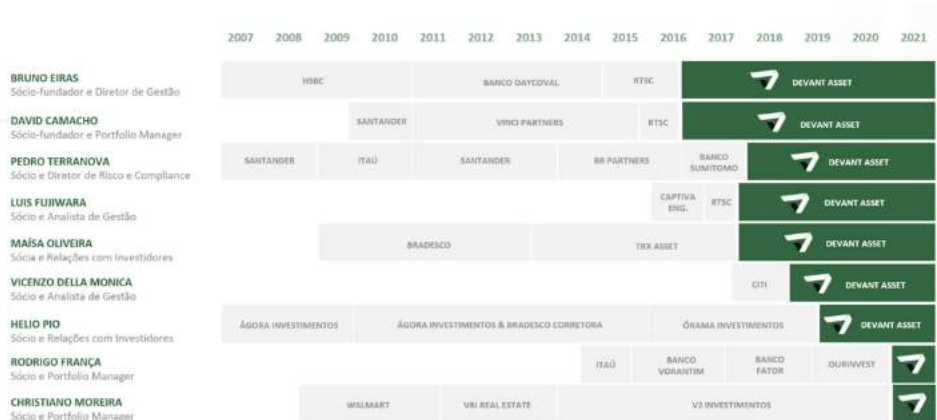 2007 2008 2009 2010 2011 2012 2013 2014 2015 2016 2017 2018 2019 2020 2021
BRUNO EIRAS
Sócio-fundador e Diretor de Gestão
HSBC BANCO DAYCOVAL RTSC DEVANT ASSET
DAVID CAMACHO
Sócio-fundador e Portfolio Manager
SANTANDER VINCI PARTNERS RTSC DEVANT ASSET
PEDRO TERRANOVA
Sócio e Diretor de Risco e Compliance
SANTANDER ITAÚ SANTANDER BR PARTNERS BANCO SUMITOMO DEVANT ASSET
LUIS FUJIWARA
Sócio e Analista de Gestão
CAPTIVA ENG. RTSC DEVANT ASSET
MAÍSA OLIVEIRA
Sócia e Relações com Investidores
BRADESCO TRX ASSET DEVANT ASSET
VICENZO DELLA MONICA
Sócio e Analista de Gestão
CITI DEVANT ASSET
HELIO PIO
Sócio e Relações com Investidores
ÁGORA INVESTIMENTOS ÁGORA INVESTIMENTOS & BRADESCO CORRETORA ÓRAMA INVESTIMENTOS DEVANT ASSET
RODRIGO FRANÇA
Sócio e Portfolio Manager
ITAÚ BANCO VORANTIM BANCO FATOR OURINVEST
CHRISTIANO MOREIRA
Sócio e Portfolio Manager
WALMART VBI REAL ESTATE V2 INVESTIMENTOS